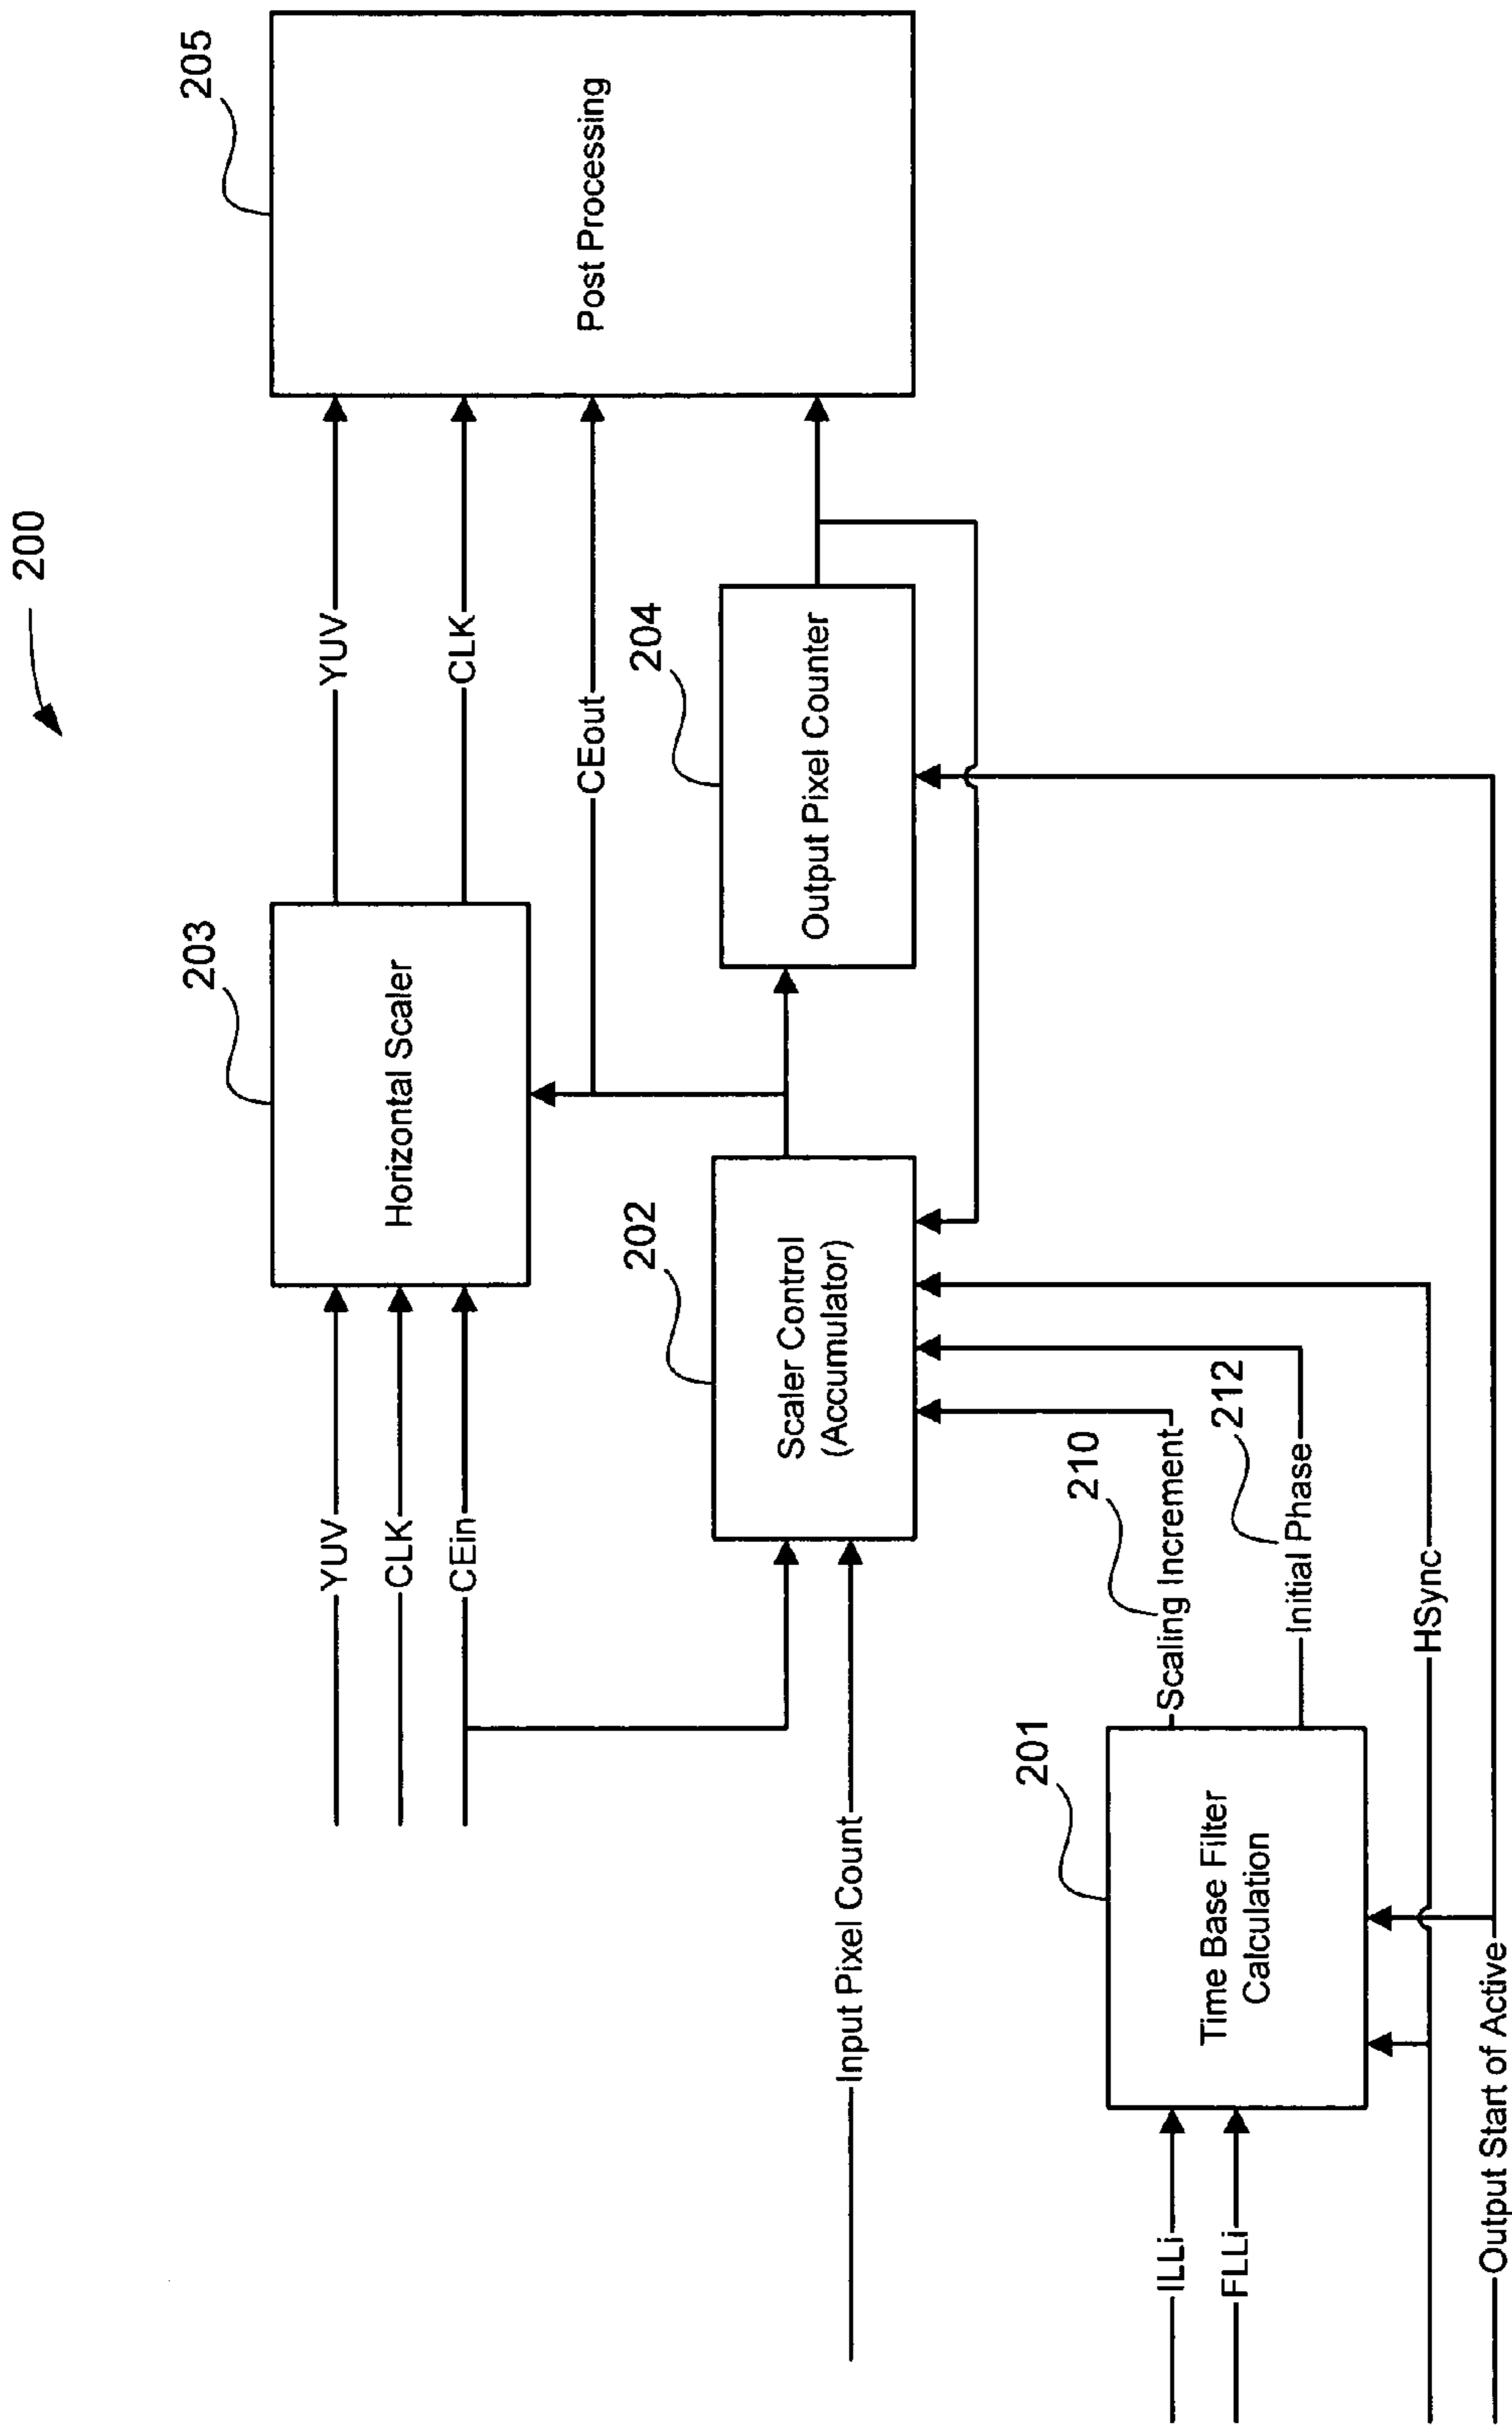 200
205
Post Processing
203
Horizontal Scaler
YUV
CLK
CEin
YUV
CLK
CEout
204
Output Pixel Counter
202
Scaler Control
(Accumulator)
Input Pixel Count
210
Scaling Increment
212
Initial Phase
201
Time Base Filter
Calculation
ILLi
FLLi
HSync
Output Start of Active